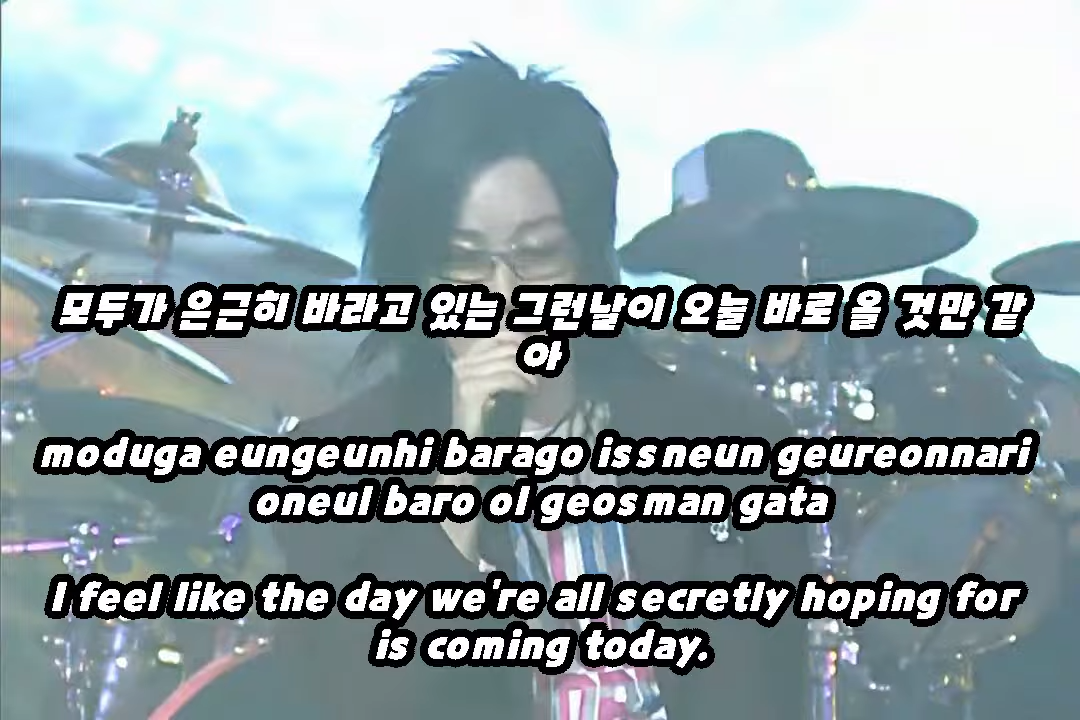 모두가 은근히 바라고 있는 그런날이 오늘 바로 올 것만 같
아
moduga eungeunhi barago issneun geureonnari
oneul baro ol geosman gata
I feel like the day we're all secretly hoping for
is coming today.